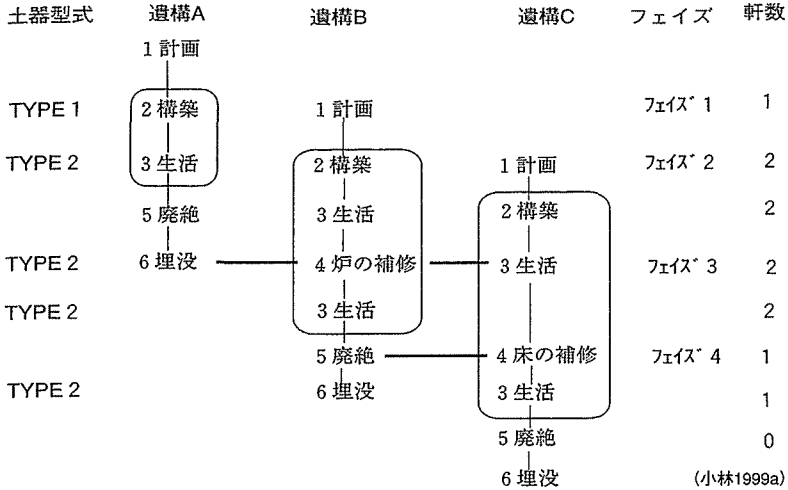 土器型式 遺構A 遺構B 遺構C フェイズ 軒数
1 計画
TYPE 1 2 構築 1 計画 フェイズ 1 1
TYPE 2 3 生活 2 構築 1 計画 フェイズ 2 2
5 廃絶 3 生活 2 構築 2
TYPE 2 6 埋没 4 炉の補修 3 生活 フェイズ 3 2
TYPE 2 3 生活 2
5 廃絶 4 床の補修 フェイズ 4 1
TYPE 2 6 埋没 3 生活 1
5 廃絶 0
6 埋没 (小林1999a)